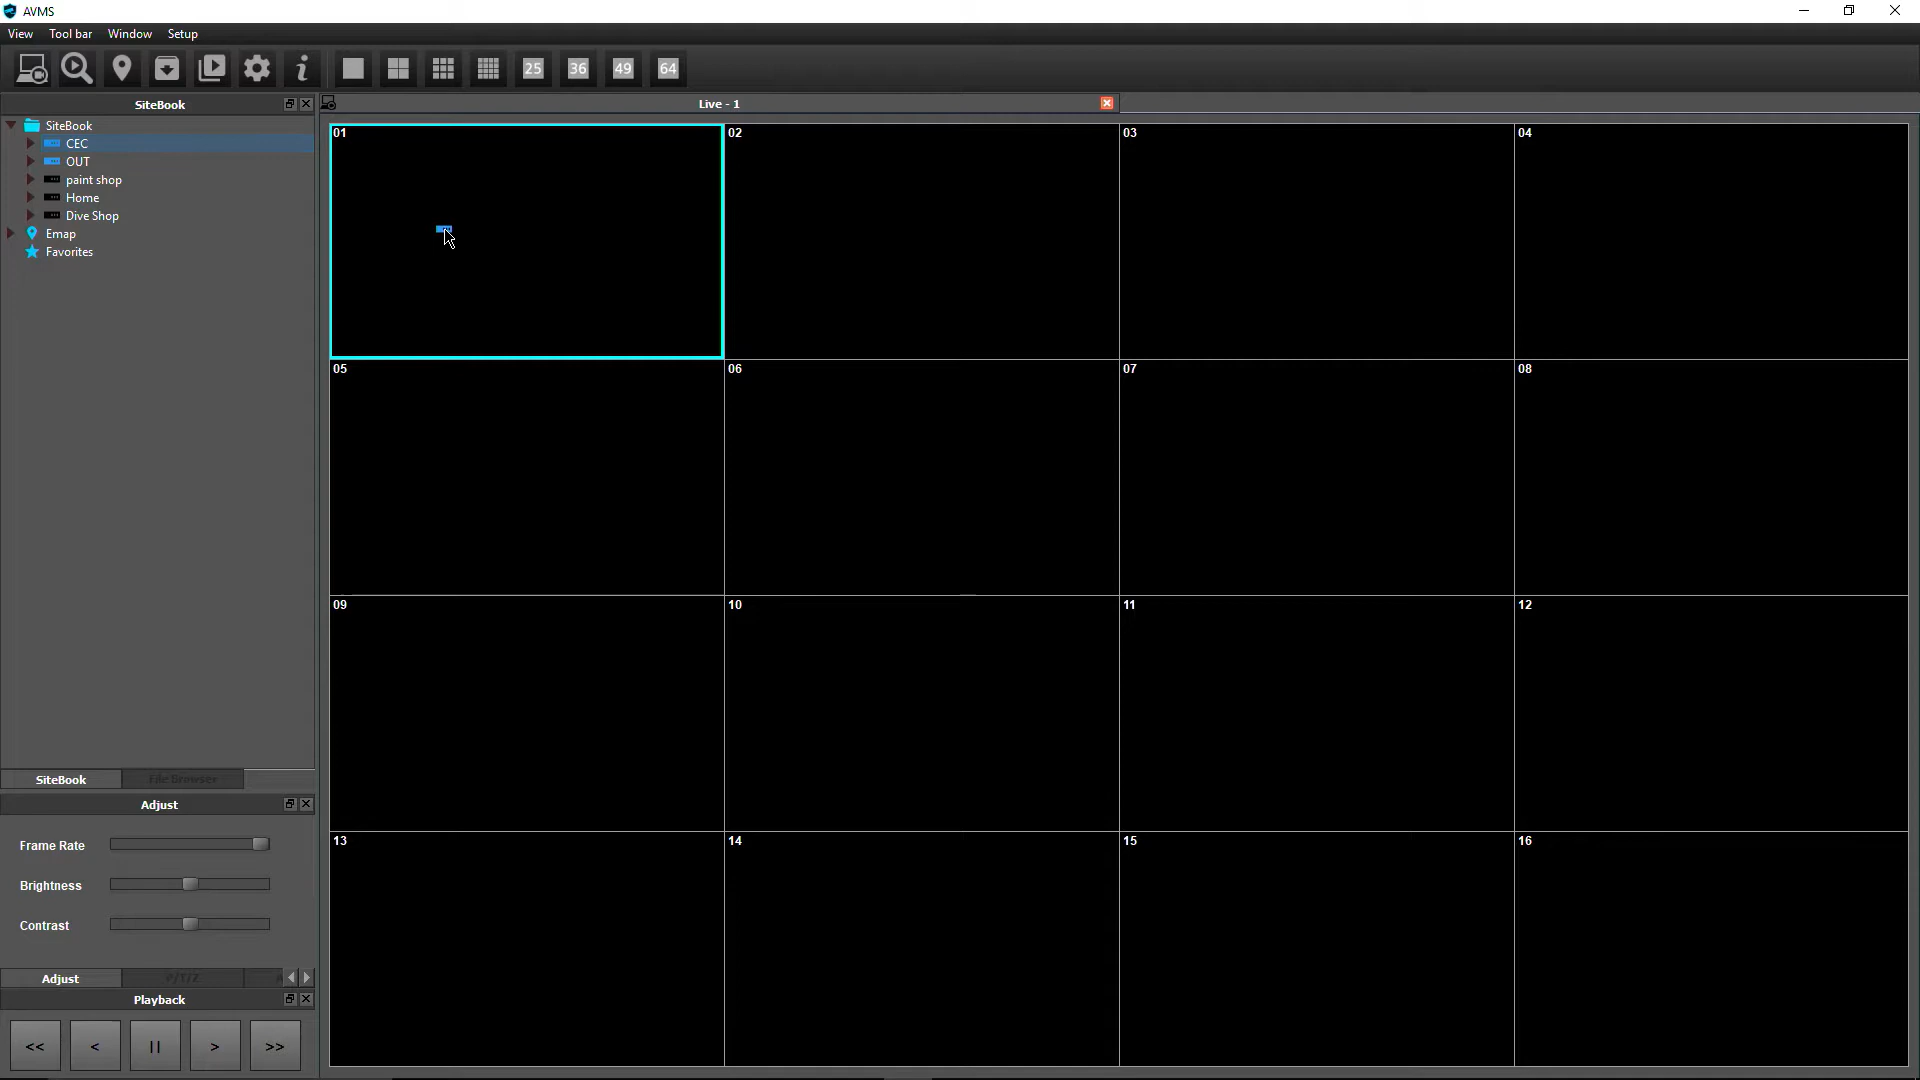 AVMS
View Tool bar Window Setup
25 36 49 64
SiteBook
Live - 1
SiteBook
CEC
OUT
paint shop
Home
Dive Shop
Emap
Favorites
01 02 03 04
05 06 07 08
09 10 11 12
13 14 15 16
SiteBook File Browser
Adjust
Frame Rate
Brightness
Contrast
Adjust P/T/Z
Playback
<< < || > >>